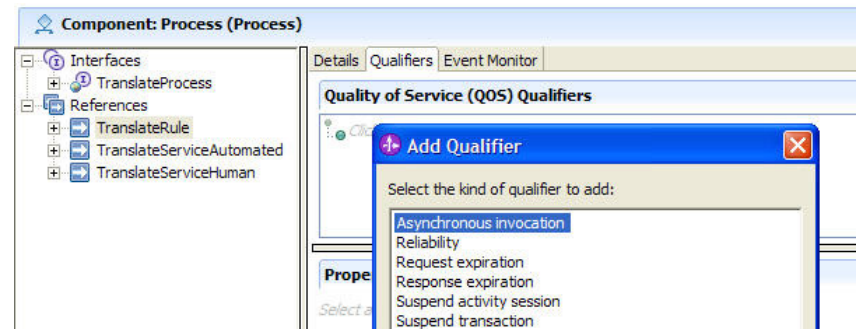 Component: Process (Process)
Interfaces
TranslateProcess
References
TranslateRule
TranslateServiceAutomated
TranslateServiceHuman
Details Qualifiers Event Monitor
Quality of Service (QOS) Qualifiers
Add Qualifier
Select the kind of qualifier to add:
Asynchronous invocation
Reliability
Request expiration
Response expiration
Suspend activity session
Suspend transaction
Prope
Select a